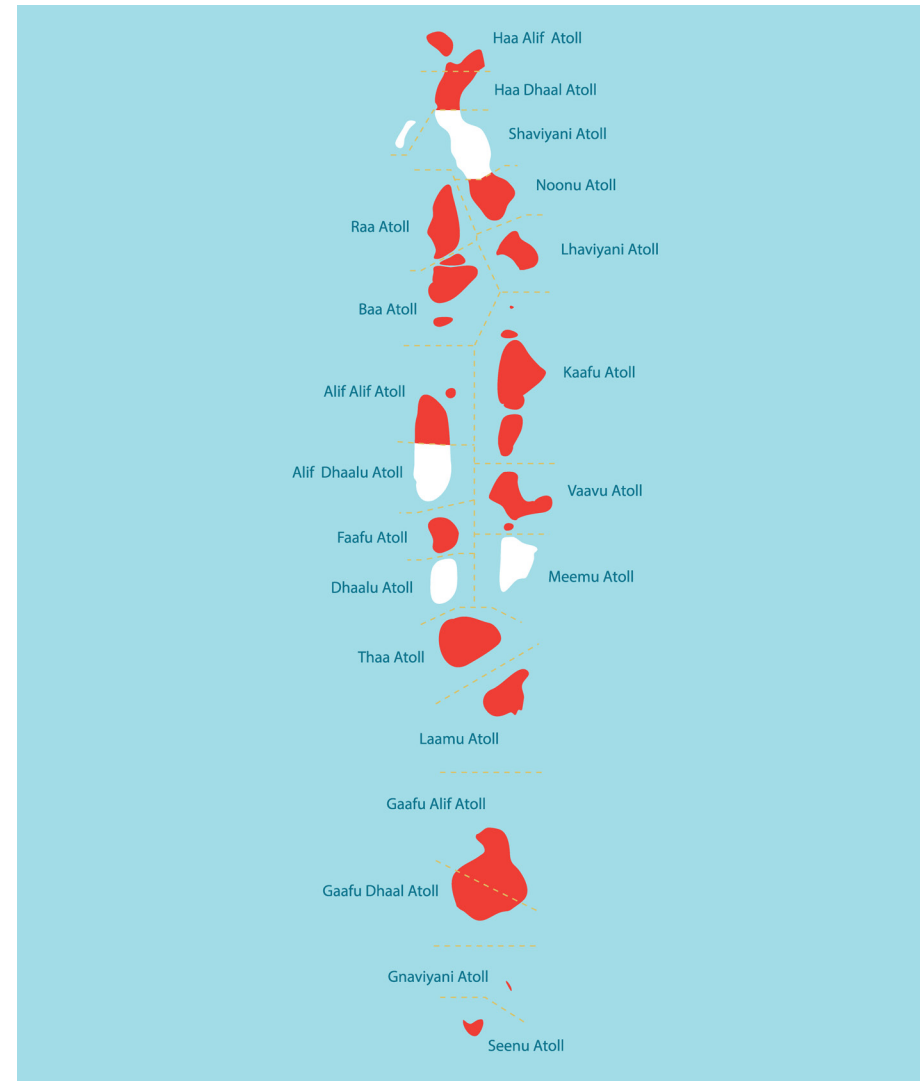 Haa Alif Atoll
Haa Dhaal Atoll
Shaviyani Atoll
Noonu Atoll
Raa Atoll
Lhaviyani Atoll
Baa Atoll
Kaafu Atoll
Alif Alif Atoll
Alif Dhaalu Atoll
Vaavu Atoll
Faafu Atoll
Meemu Atoll
Dhaalu Atoll
Thaa Atoll
Laamu Atoll
Gaafu Alif Atoll
Gaafu Dhaal Atoll
Gnaviyani Atoll
Seenu Atoll